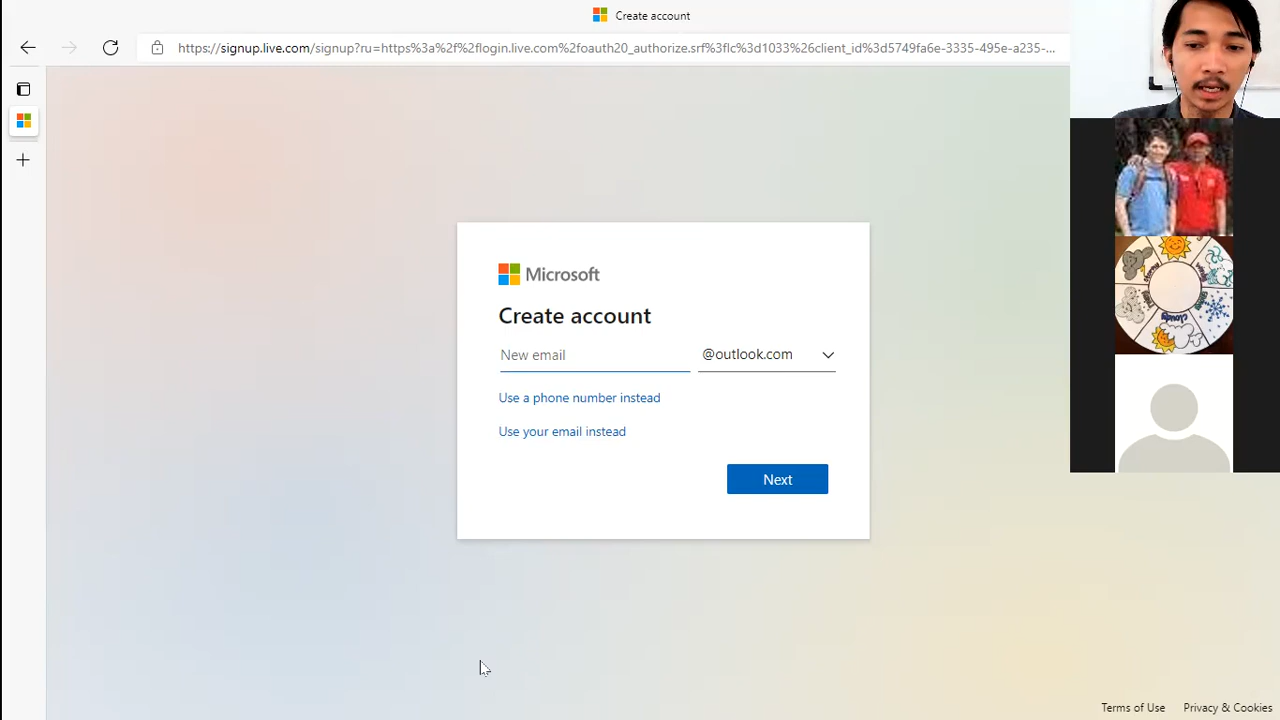 Create account
https://signup.live.com/signup?ru=https%3a%2f%2flogin.live.com%2foauth20_authorize.srf%3flc%3d1033%26client_id%3d5749fa6e-3335-495e-a235-...
Microsoft
Create account
New email @outlook.com
Use a phone number instead
Use your email instead
Next
cloudy
Terms of Use Privacy & Cookies